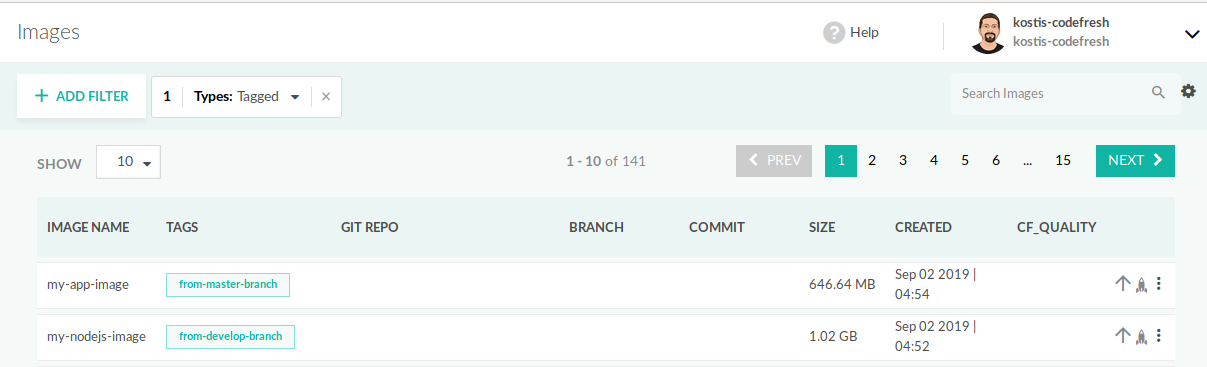 Images
? Help
kostis-codefresh
kostis-codefresh
+ ADD FILTER
1 Types: Tagged ×
Search Images
SHOW 10
1 - 10 of 141
PREV 1 2 3 4 5 6 ... 15 NEXT
IMAGE NAME TAGS GIT REPO BRANCH COMMIT SIZE CREATED CF_QUALITY
my-app-image from-master-branch 646.64 MB Sep 02 2019 |
04:54
my-nodejs-image from-develop-branch 1.02 GB Sep 02 2019 |
04:52